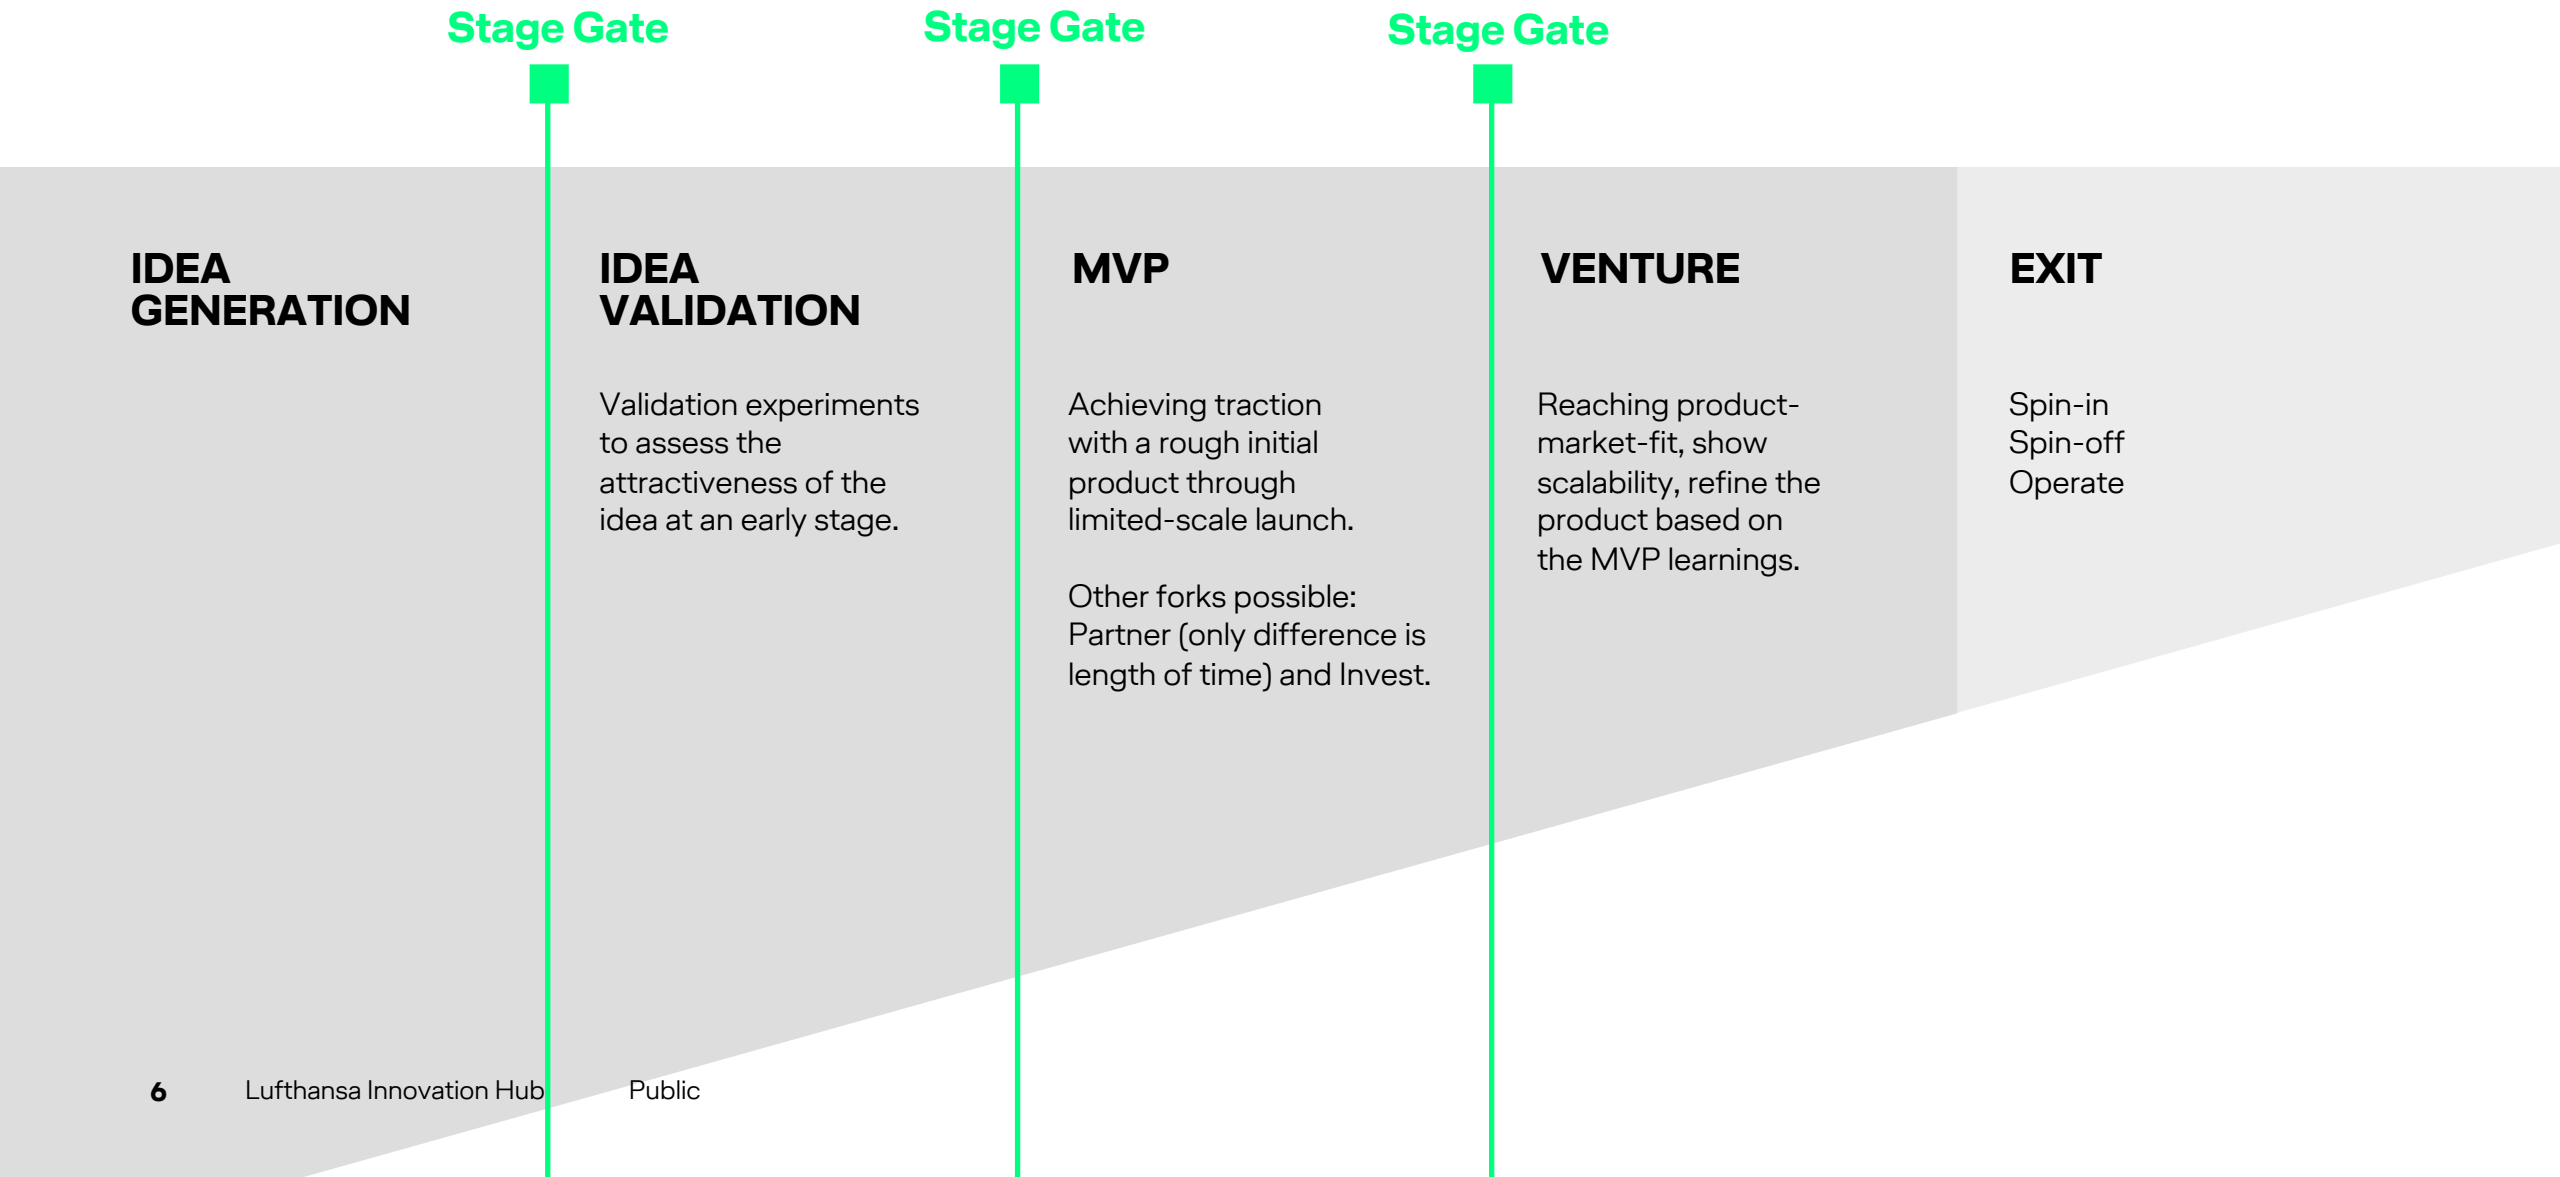 Stage Gate
Stage Gate
Stage Gate
IDEA
GENERATION
IDEA
VALIDATION
Validation experiments
to assess the
attractiveness of the
idea at an early stage.
MVP
Achieving traction
with a rough initial
product through
limited-scale launch.
Other forks possible:
Partner (only difference is
length of time) and Invest.
VENTURE
Reaching product-
market-fit, show
scalability, refine the
product based on
the MVP learnings.
EXIT
Spin-in
Spin-off
Operate
6 Lufthansa Innovation Hub Public